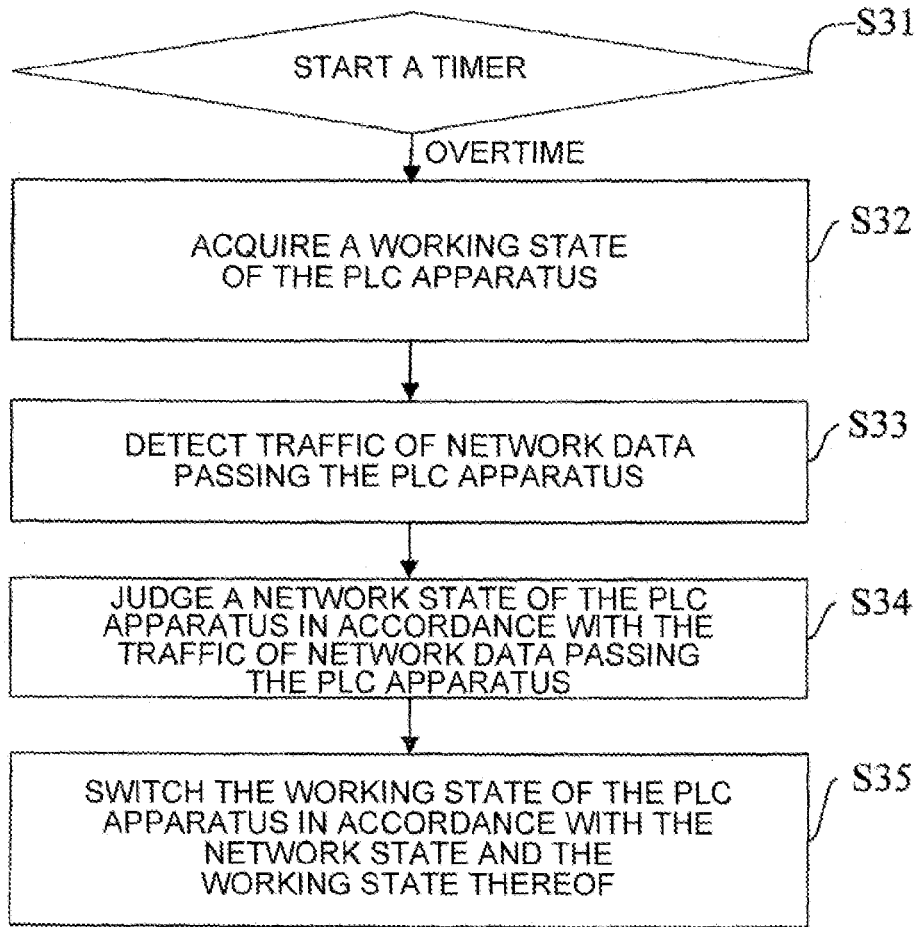 START A TIMER
S31
OVERTIME
ACQUIRE A WORKING STATE
OF THE PLC APPARATUS
S32
DETECT TRAFFIC OF NETWORK DATA
PASSING THE PLC APPARATUS
S33
JUDGE A NETWORK STATE OF THE PLC
APPARATUS IN ACCORDANCE WITH THE
TRAFFIC OF NETWORK DATA PASSING
THE PLC APPARATUS
S34
SWITCH THE WORKING STATE OF THE PLC
APPARATUS IN ACCORDANCE WITH THE
NETWORK STATE AND THE
WORKING STATE THEREOF
S35